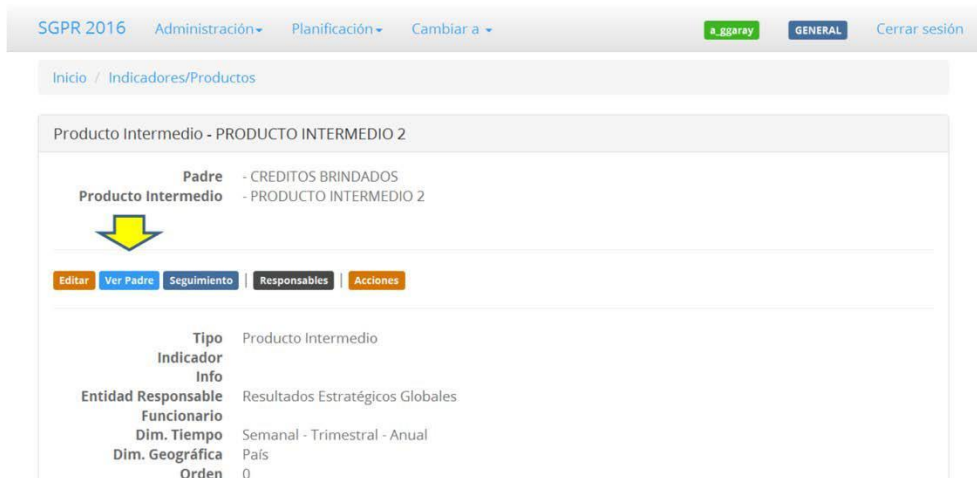 SGPR 2016 Administración Planificación Cambiar a a_ggaray GENERAL Cerrar sesión
Inicio / Indicadores/Productos
Producto Intermedio - PRODUCTO INTERMEDIO 2
Padre - CREDITOS BRINDADOS
Producto Intermedio - PRODUCTO INTERMEDIO 2
Editar Ver Padre Seguimiento | Responsables | Acciones
Tipo Producto Intermedio
Indicador
Info
Entidad Responsable Resultados Estratégicos Globales
Funcionario
Dim. Tiempo Semanal - Trimestral - Anual
Dim. Geográfica País
Orden 0